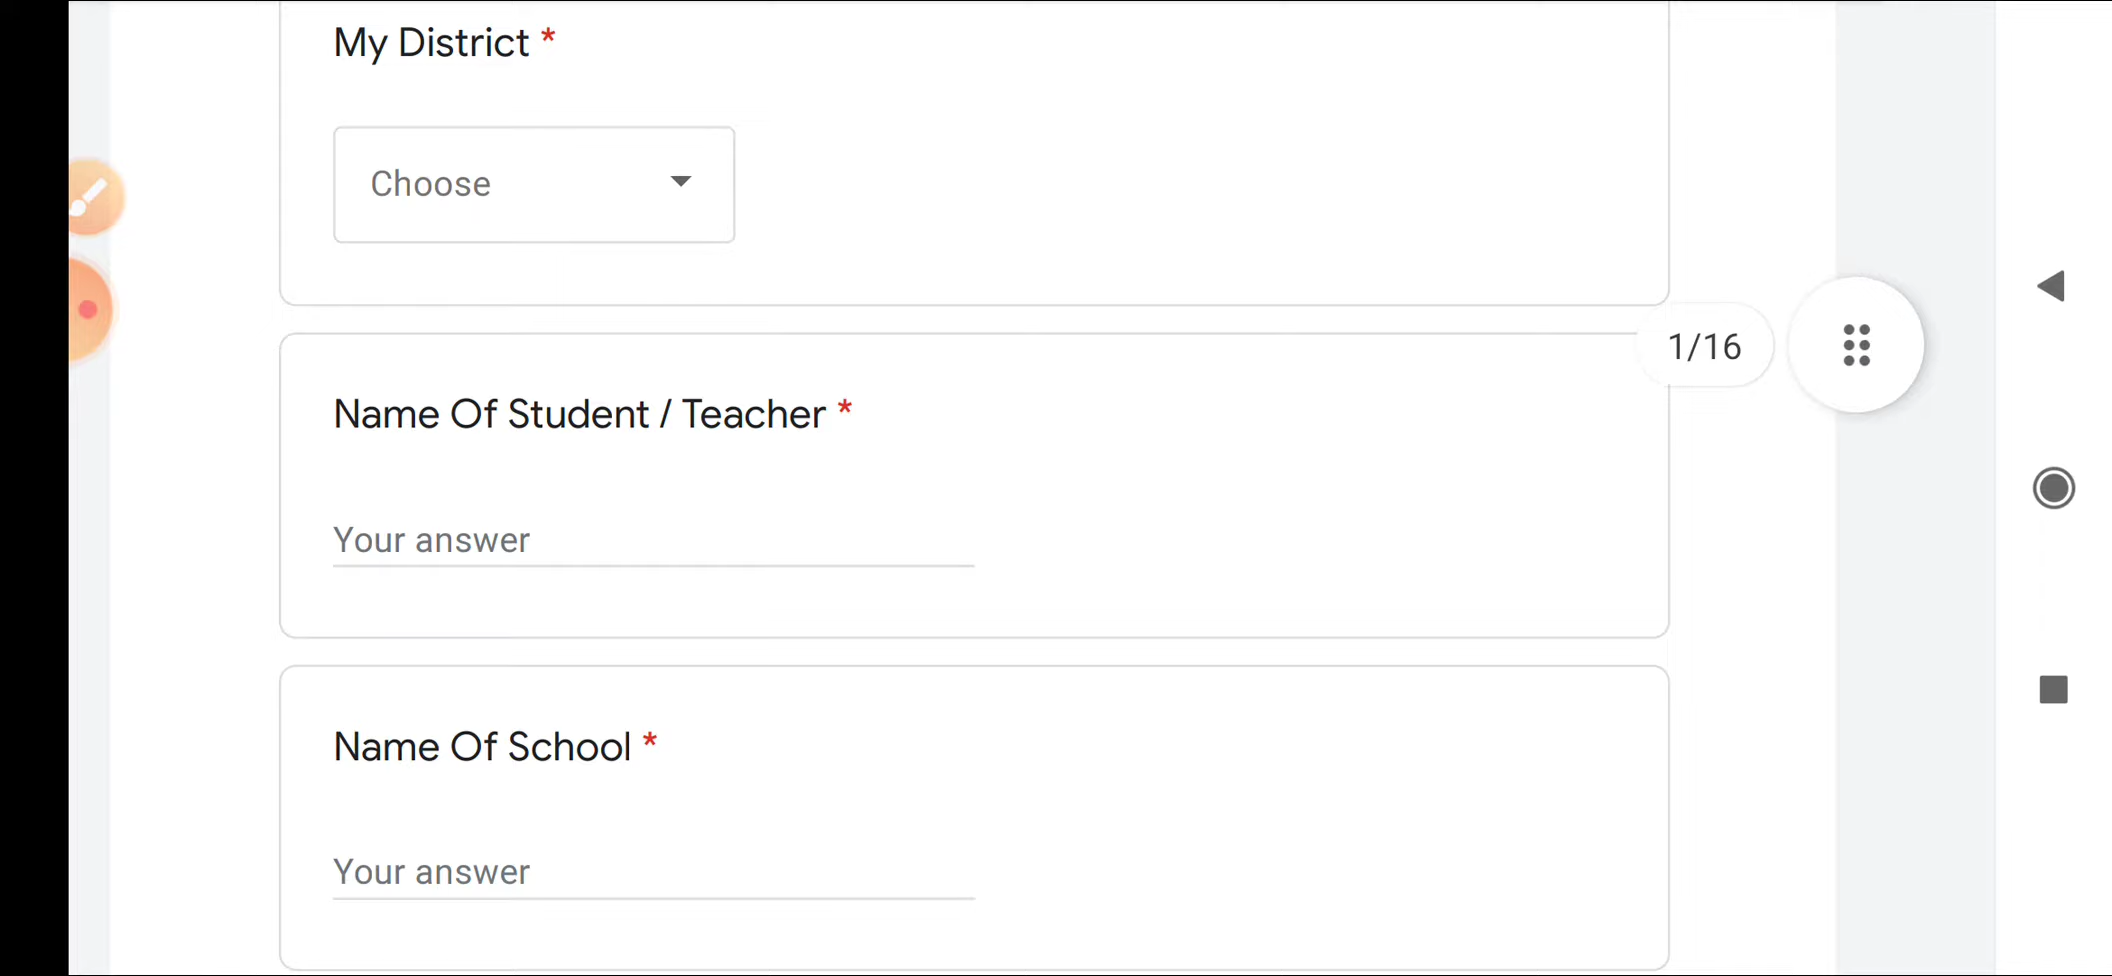 My District *
Choose
1/16
Name Of Student / Teacher *
Your answer
Name Of School *
Your answer